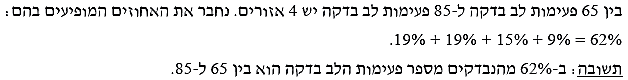 בין 65 פעימות לב בדקה ל-85 פעימות לב בדקה יש 4 אזורים. נחבר את האחוזים המופיעים בהם:
19% + 19% + 15% + 9% = 62%.
תשובה: ב-62% מהנבדקים מספר פעימות הלב בדקה הוא בין 65 ל-85.